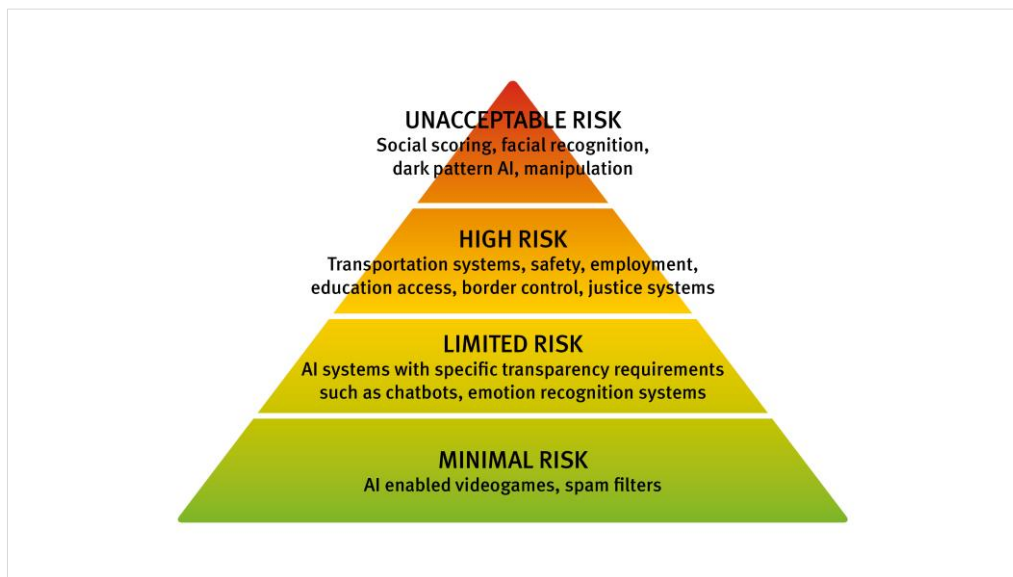 UNACCEPTABLE RISK
Social scoring, facial recognition,
dark pattern AI, manipulation
HIGH RISK
Transportation systems, safety, employment,
education access, border control, justice systems
LIMITED RISK
AI systems with specific transparency requirements
such as chatbots, emotion recognition systems
MINIMAL RISK
AI enabled videogames, spam filters